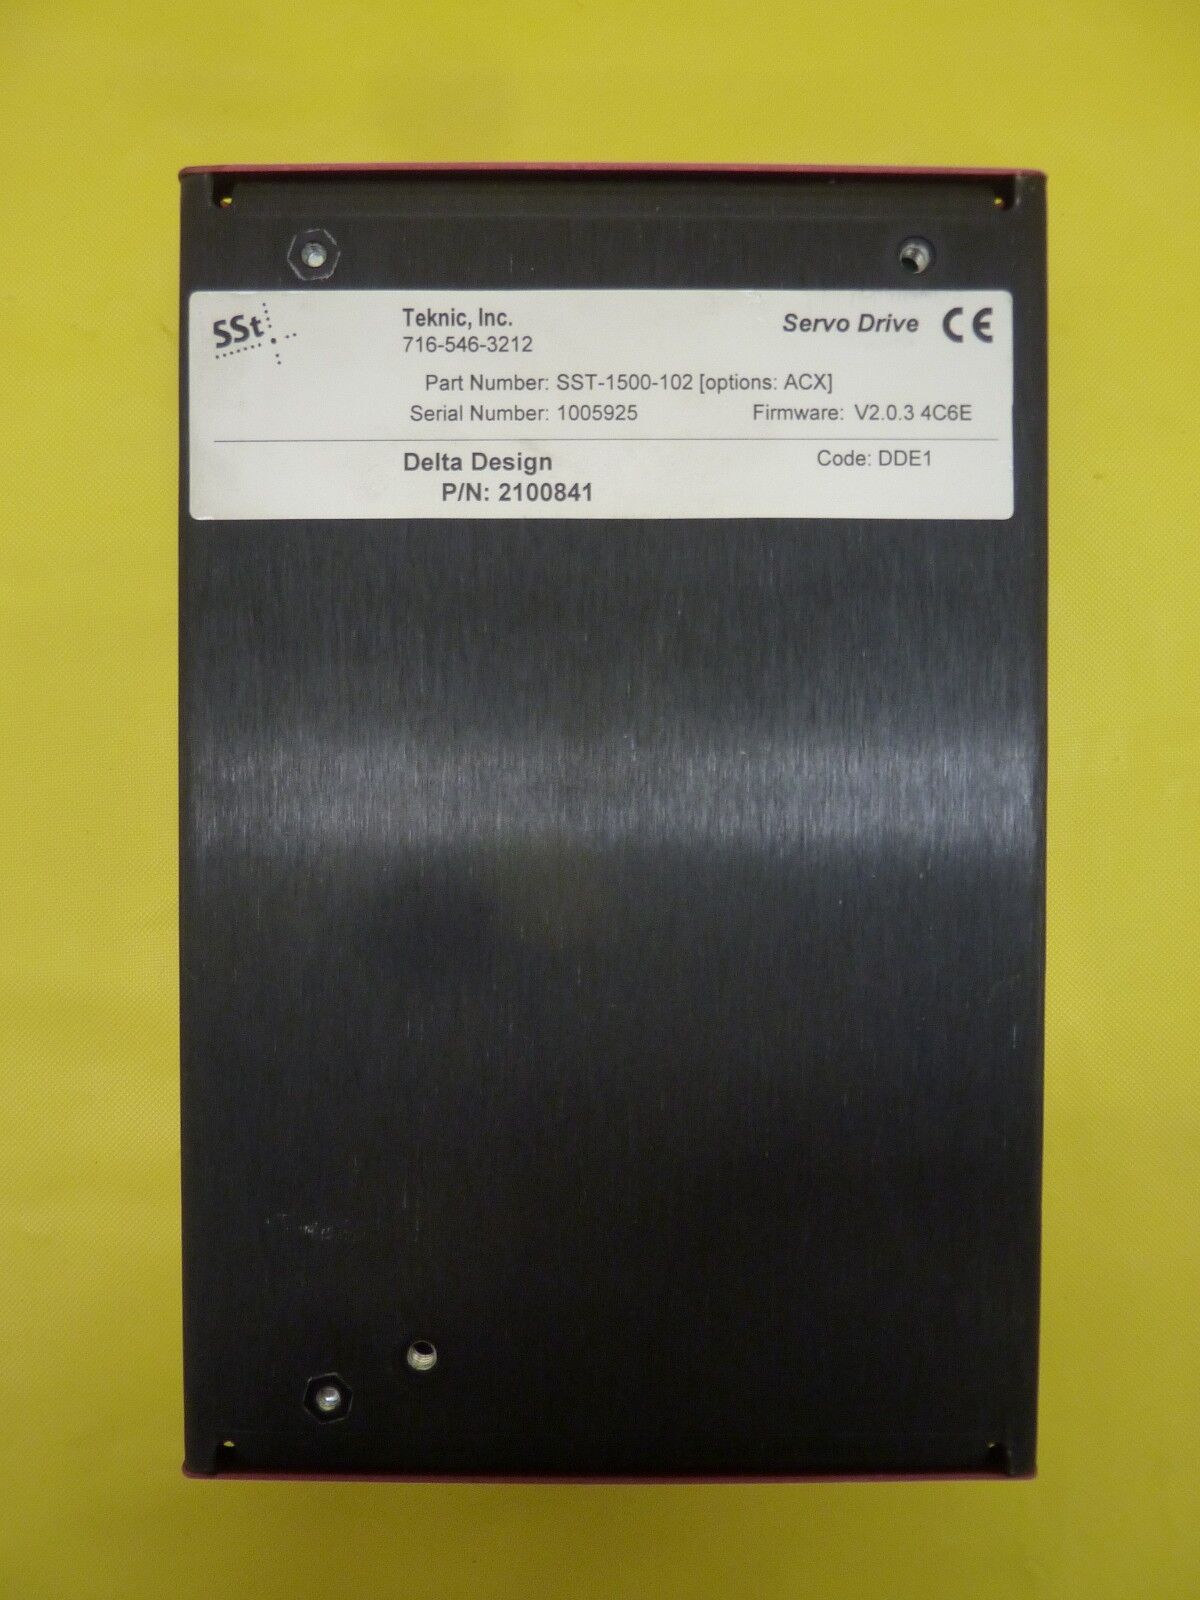 SSt
Teknic, Inc.
716-546-3212
Servo Drive CE
Part Number: SST-1500-102 [options: ACX]
Serial Number: 1005925 Firmware: V2.0.3 4C6E
Delta Design Code: DDE1
P/N: 2100841